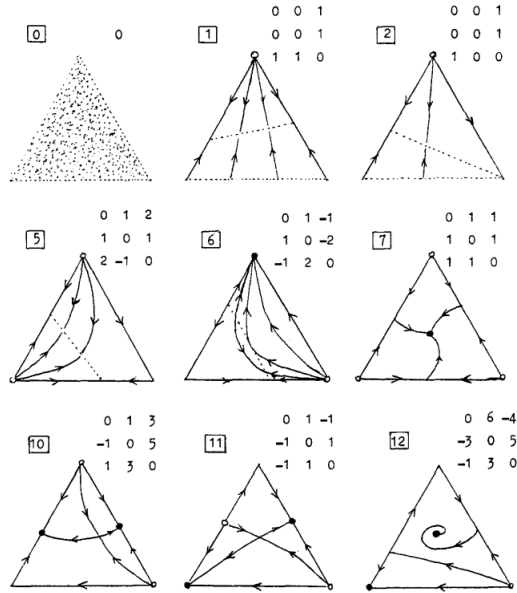 0 0
1 0 0 1
0 0 1
1 1 0
2 0 0 1
0 0 1
1 0 0
5 0 1 2
1 0 1
2 -1 0
6 0 1 -1
1 0 -2
-1 2 0
7 0 1 1
1 0 1
1 1 0
10 0 1 3
-1 0 5
1 3 0
11 0 1 -1
-1 0 1
-1 1 0
12 0 6 -4
-3 0 5
-1 3 0